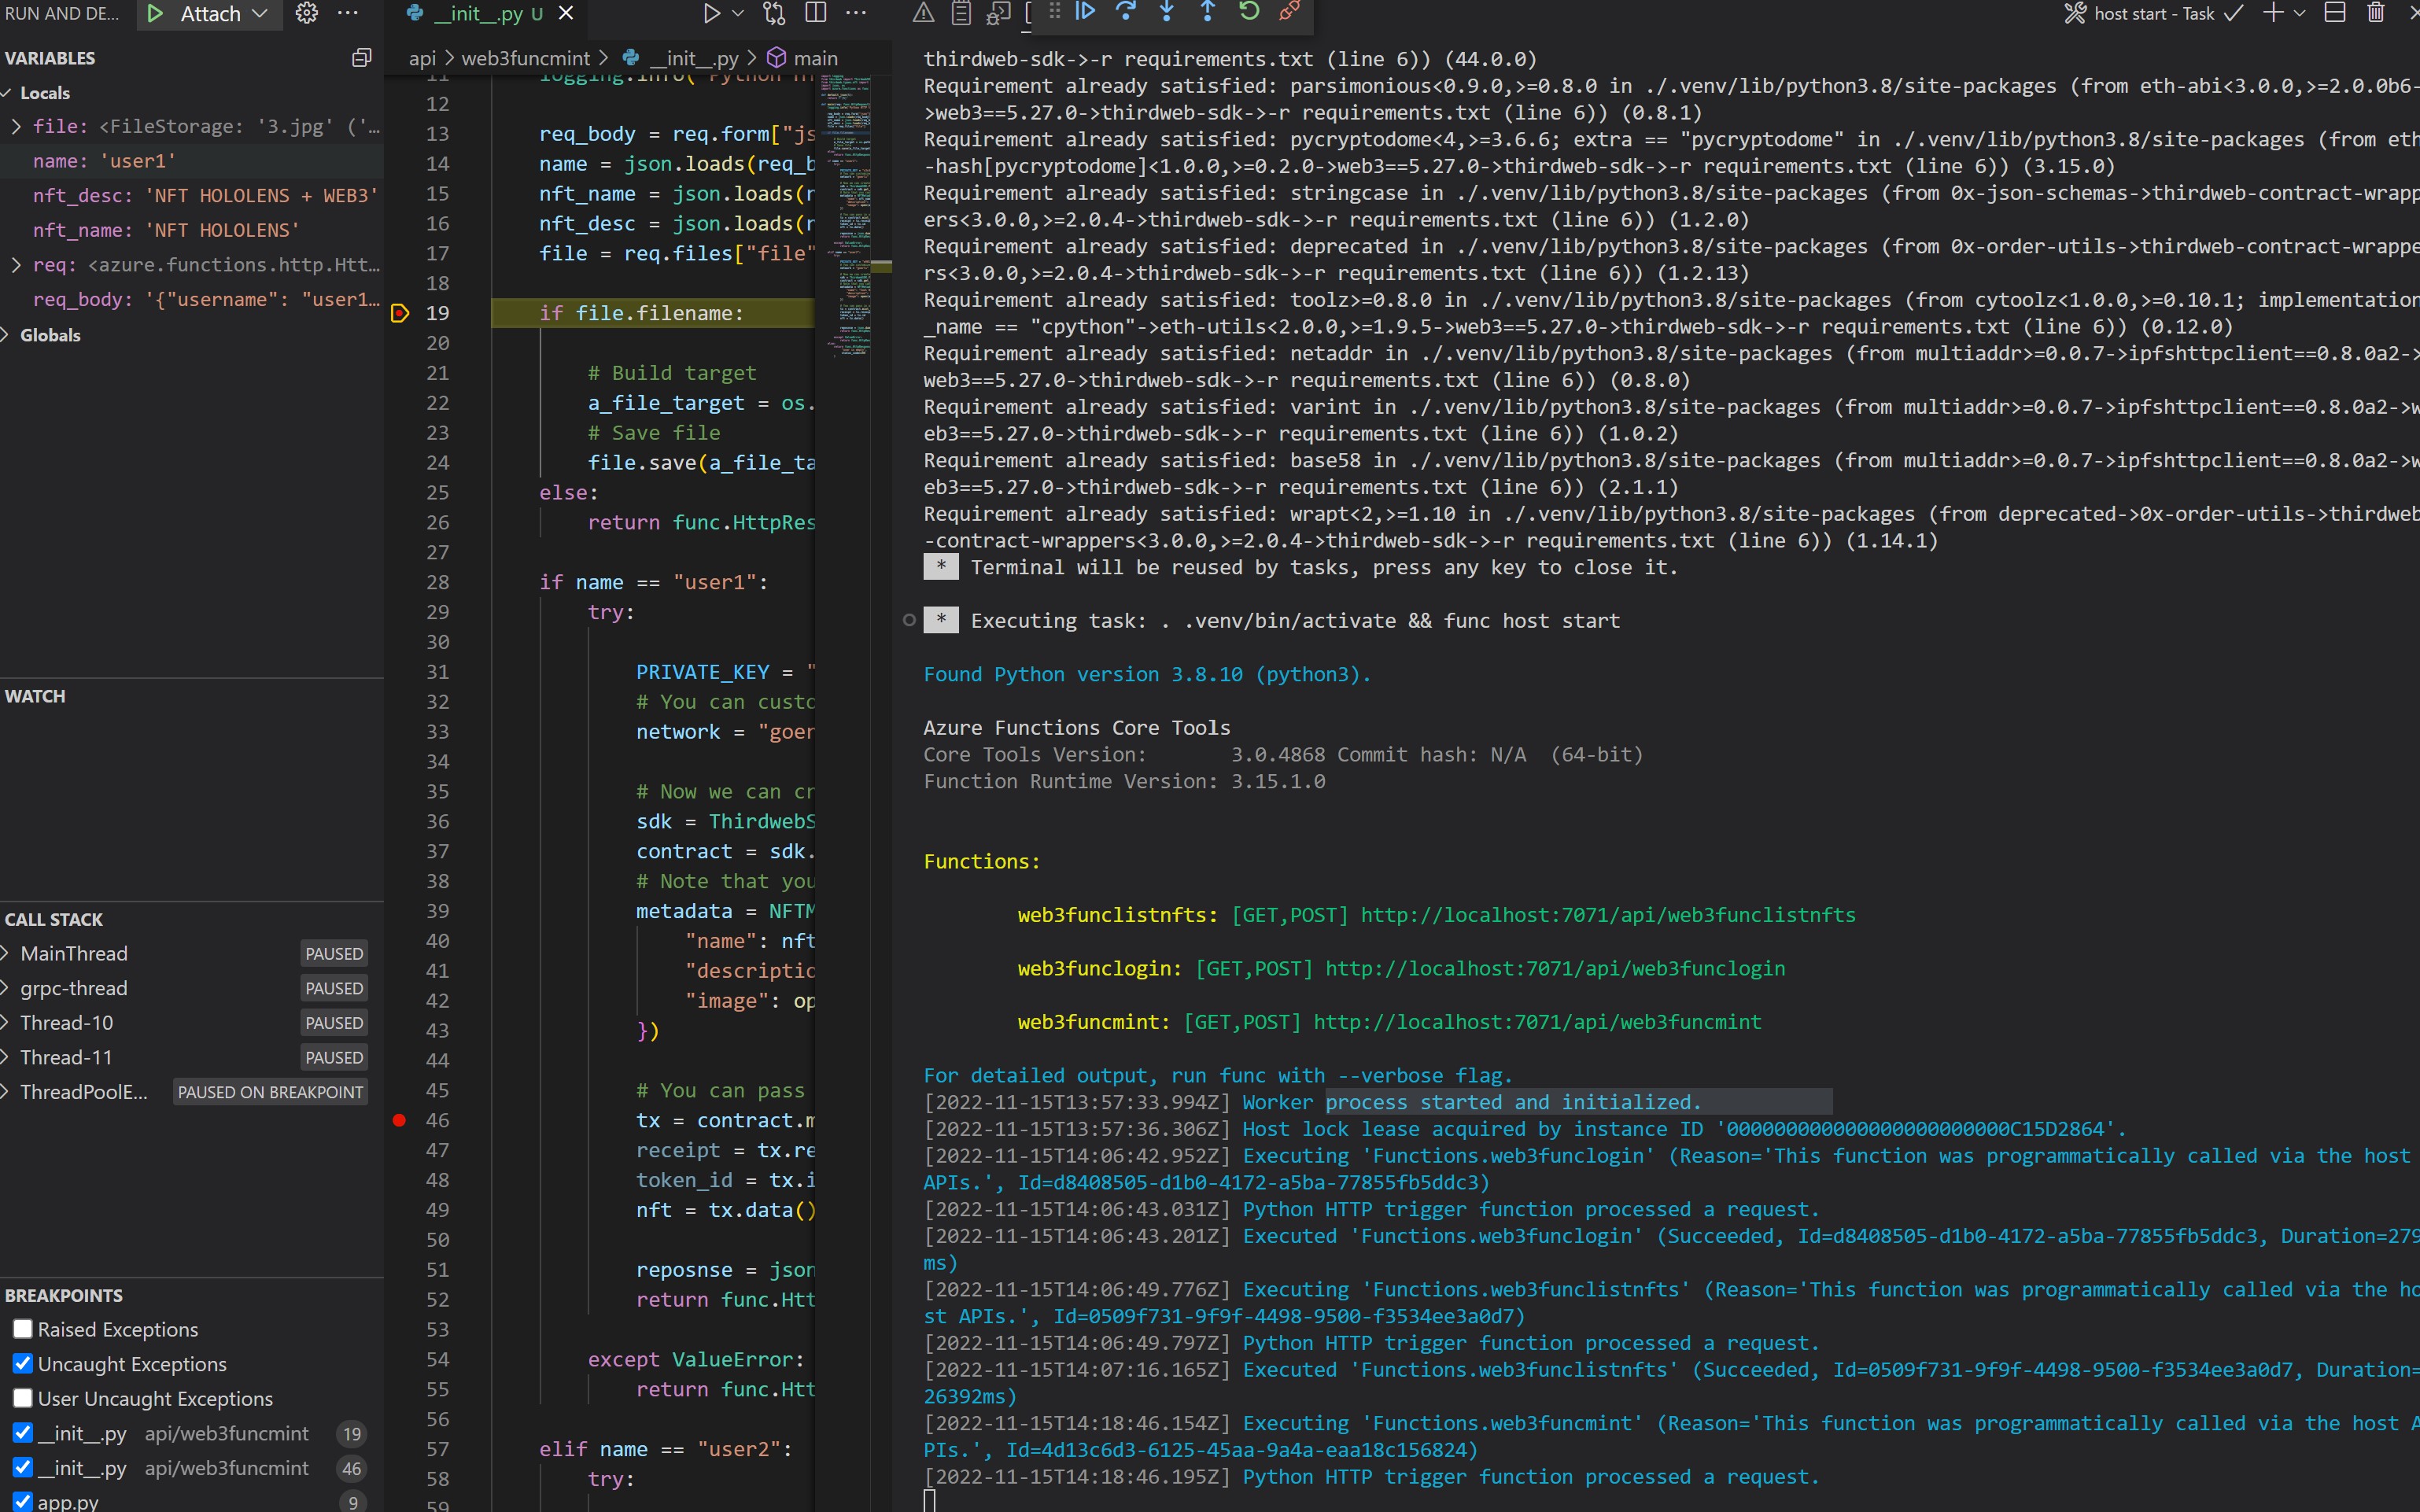 RUN AND DE...
Attach
VARIABLES
Locals
file: <FileStorage: '3.jpg' ('...
name: 'user1'
nft_desc: 'NFT HOLOLENS + WEB3'
nft_name: 'NFT HOLOLENS'
req: <azure.functions.http.Htt...
req_body: '{"username": "user1...
Globals
WATCH
CALL STACK
MainThread PAUSED
grpc-thread PAUSED
Thread-10 PAUSED
Thread-11 PAUSED
ThreadPoolE... PAUSED ON BREAKPOINT
BREAKPOINTS
Raised Exceptions
Uncaught Exceptions
User Uncaught Exceptions
__init__.py api/web3funcmint 19
__init__.py api/web3funcmint 46
app.py 9
__init__.py U
api > web3funcmint > __init__.py > main
11 logging.info('Python
12
13 req_body = req.form["js
14 name = json.loads(req_b
15 nft_name = json.loads(r
16 nft_desc = json.loads(r
17 file = req.files["file"
18
19 if file.filename:
20
21 # Build target
22 a_file_target = os.
23 # Save file
24 file.save(a_file_ta
25 else:
26 return func.HttpRes
27
28 if name == "user1":
29 try:
30
31 PRIVATE_KEY = "
32 # You can custo
33 network = "goer
34
35 # Now we can cr
36 sdk = ThirdwebS
37 contract = sdk.
38 # Note that you
39 metadata = NFTM
40 "name": nft
41 "descriptio
42 "image": op
43 })
44
45 # You can pass
46 tx = contract.m
47 receipt = tx.re
48 token_id = tx.i
49 nft = tx.data()
50
51 reposnse = json
52 return func.Htt
53
54 except ValueError:
55 return func.Htt
56
57 elif name == "user2":
58 try:
59
host start - Task
thirdweb-sdk->-r requirements.txt (line 6)) (44.0.0)
Requirement already satisfied: parsimonious<0.9.0,>=0.8.0 in ./.venv/lib/python3.8/site-packages (from eth-abi<3.0.0,>=2.0.0b6-
>web3==5.27.0->thirdweb-sdk->-r requirements.txt (line 6)) (0.8.1)
Requirement already satisfied: pycryptodome<4,>=3.6.6; extra == "pycryptodome" in ./.venv/lib/python3.8/site-packages (from eth
-hash[pycryptodome]<1.0.0,>=0.2.0->web3==5.27.0->thirdweb-sdk->-r requirements.txt (line 6)) (3.15.0)
Requirement already satisfied: stringcase in ./.venv/lib/python3.8/site-packages (from 0x-json-schemas->thirdweb-contract-wrapp
ers<3.0.0,>=2.0.4->thirdweb-sdk->-r requirements.txt (line 6)) (1.2.0)
Requirement already satisfied: deprecated in ./.venv/lib/python3.8/site-packages (from 0x-order-utils->thirdweb-contract-wrappe
rs<3.0.0,>=2.0.4->thirdweb-sdk->-r requirements.txt (line 6)) (1.2.13)
Requirement already satisfied: toolz>=0.8.0 in ./.venv/lib/python3.8/site-packages (from cytoolz<1.0.0,>=0.10.1; implementation
_name == "cpython"->eth-utils<2.0.0,>=1.9.5->web3==5.27.0->thirdweb-sdk->-r requirements.txt (line 6)) (0.12.0)
Requirement already satisfied: netaddr in ./.venv/lib/python3.8/site-packages (from multiaddr>=0.0.7->ipfshttpclient==0.8.0a2->
web3==5.27.0->thirdweb-sdk->-r requirements.txt (line 6)) (0.8.0)
Requirement already satisfied: varint in ./.venv/lib/python3.8/site-packages (from multiaddr>=0.0.7->ipfshttpclient==0.8.0a2->w
eb3==5.27.0->thirdweb-sdk->-r requirements.txt (line 6)) (1.0.2)
Requirement already satisfied: base58 in ./.venv/lib/python3.8/site-packages (from multiaddr>=0.0.7->ipfshttpclient==0.8.0a2->w
eb3==5.27.0->thirdweb-sdk->-r requirements.txt (line 6)) (2.1.1)
Requirement already satisfied: wrapt<2,>=1.10 in ./.venv/lib/python3.8/site-packages (from deprecated->0x-order-utils->thirdweb
-contract-wrappers<3.0.0,>=2.0.4->thirdweb-sdk->-r requirements.txt (line 6)) (1.14.1)
* Terminal will be reused by tasks, press any key to close it.
* Executing task: . .venv/bin/activate && func host start
Found Python version 3.8.10 (python3).
Azure Functions Core Tools
Core Tools Version: 3.0.4868 Commit hash: N/A (64-bit)
Function Runtime Version: 3.15.1.0
Functions:
web3funclistnfts: [GET,POST] http://localhost:7071/api/web3funclistnfts
web3funclogin: [GET,POST] http://localhost:7071/api/web3funclogin
web3funcmint: [GET,POST] http://localhost:7071/api/web3funcmint
For detailed output, run func with --verbose flag.
[2022-11-15T13:57:33.994Z] Worker process started and initialized.
[2022-11-15T13:57:36.306Z] Host lock lease acquired by instance ID '000000000000000000000000C15D2864'.
[2022-11-15T14:06:42.952Z] Executing 'Functions.web3funclogin' (Reason='This function was programmatically called via the host
APIs.', Id=d8408505-d1b0-4172-a5ba-77855fb5ddc3)
[2022-11-15T14:06:43.031Z] Python HTTP trigger function processed a request.
[2022-11-15T14:06:43.201Z] Executed 'Functions.web3funclogin' (Succeeded, Id=d8408505-d1b0-4172-a5ba-77855fb5ddc3, Duration=279
ms)
[2022-11-15T14:06:49.776Z] Executing 'Functions.web3funclistnfts' (Reason='This function was programmatically called via the ho
st APIs.', Id=0509f731-9f9f-4498-9500-f3534ee3a0d7)
[2022-11-15T14:06:49.797Z] Python HTTP trigger function processed a request.
[2022-11-15T14:07:16.165Z] Executed 'Functions.web3funclistnfts' (Succeeded, Id=0509f731-9f9f-4498-9500-f3534ee3a0d7, Duration=
26392ms)
[2022-11-15T14:18:46.154Z] Executing 'Functions.web3funcmint' (Reason='This function was programmatically called via the host A
PIs.', Id=4d13c6d3-6125-45aa-9a4a-eaa18c156824)
[2022-11-15T14:18:46.195Z] Python HTTP trigger function processed a request.